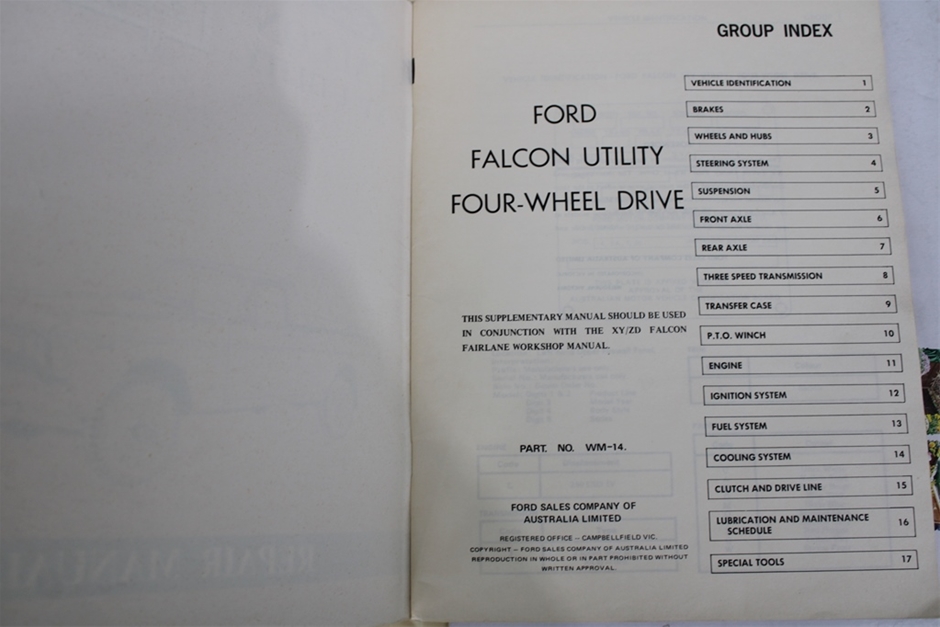 GROUP INDEX
FORD
FALCON UTILITY
FOUR-WHEEL DRIVE
THIS SUPPLEMENTARY MANUAL SHOULD BE USED
IN CONJUNCTION WITH THE XY/ZD FALCON
FAIRLANE WORKSHOP MANUAL.
PART. NO. WM-14.
FORD SALES COMPANY OF
AUSTRALIA LIMITED
REGISTERED OFFICE – CAMPBELLFIELD VIC.
COPYRIGHT – FORD SALES COMPANY OF AUSTRALIA LIMITED
REPRODUCTION IN WHOLE OR IN PART PROHIBITED WITHOUT
WRITTEN APPROVAL.
VEHICLE IDENTIFICATION 1
BRAKES 2
WHEELS AND HUBS 3
STEERING SYSTEM 4
SUSPENSION 5
FRONT AXLE 6
REAR AXLE 7
THREE SPEED TRANSMISSION 8
TRANSFER CASE 9
P.T.O. WINCH 10
ENGINE 11
IGNITION SYSTEM 12
FUEL SYSTEM 13
COOLING SYSTEM 14
CLUTCH AND DRIVE LINE 15
LUBRICATION AND MAINTENANCE
SCHEDULE 16
SPECIAL TOOLS 17